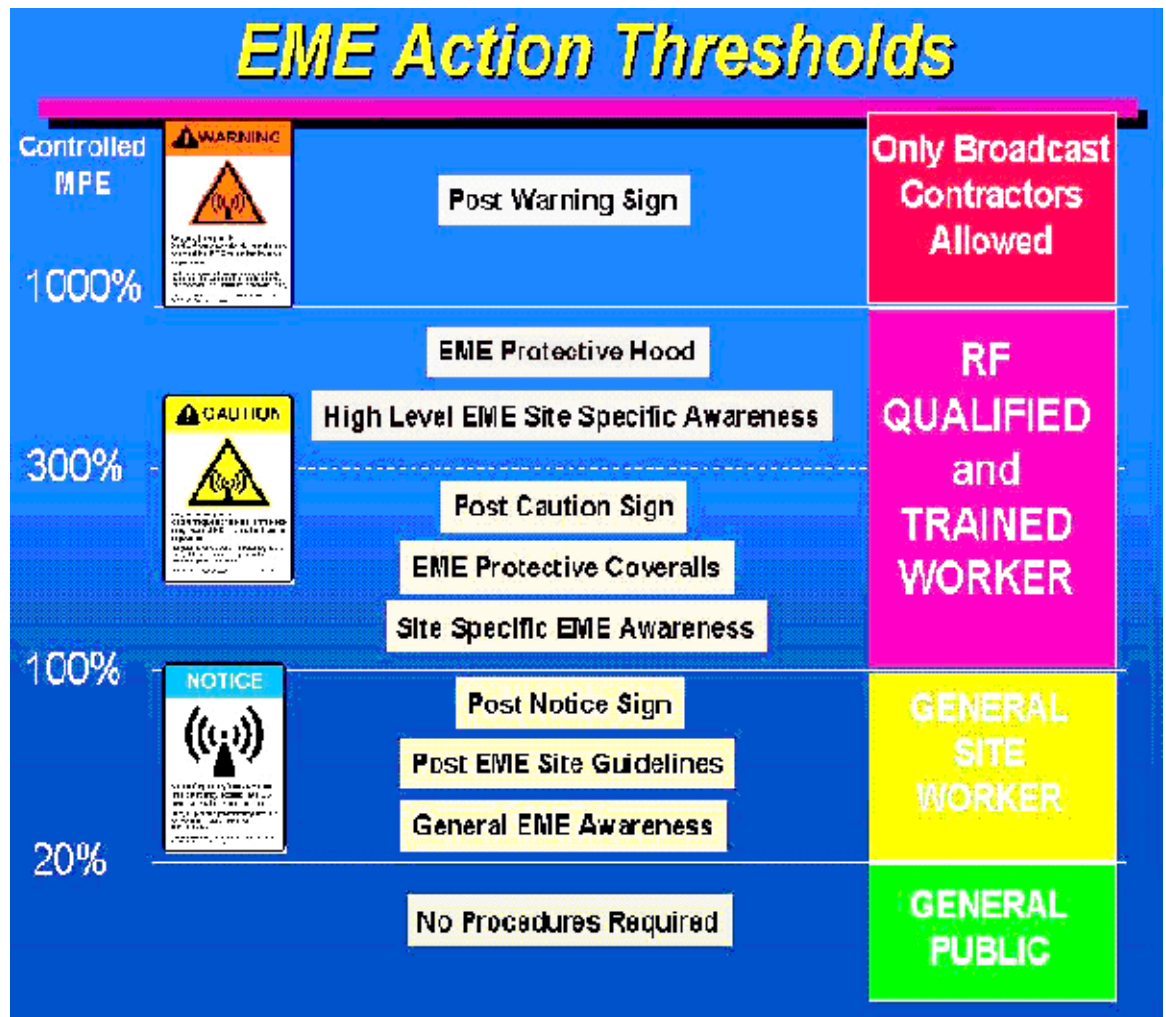 EME Action Thresholds
Controlled
MPE
WARNING
Post Warning Sign
Only Broadcast
Contractors
Allowed
1000%
EME Protective Hood
High Level EME Site Specific Awareness
CAUTION
300%
Post Caution Sign
EME Protective Coveralls
Site Specific EME Awareness
RF
QUALIFIED
and
TRAINED
WORKER
100%
NOTICE
Post Notice Sign
Post EME Site Guidelines
General EME Awareness
GENERAL
SITE
WORKER
20%
No Procedures Required
GENERAL
PUBLIC